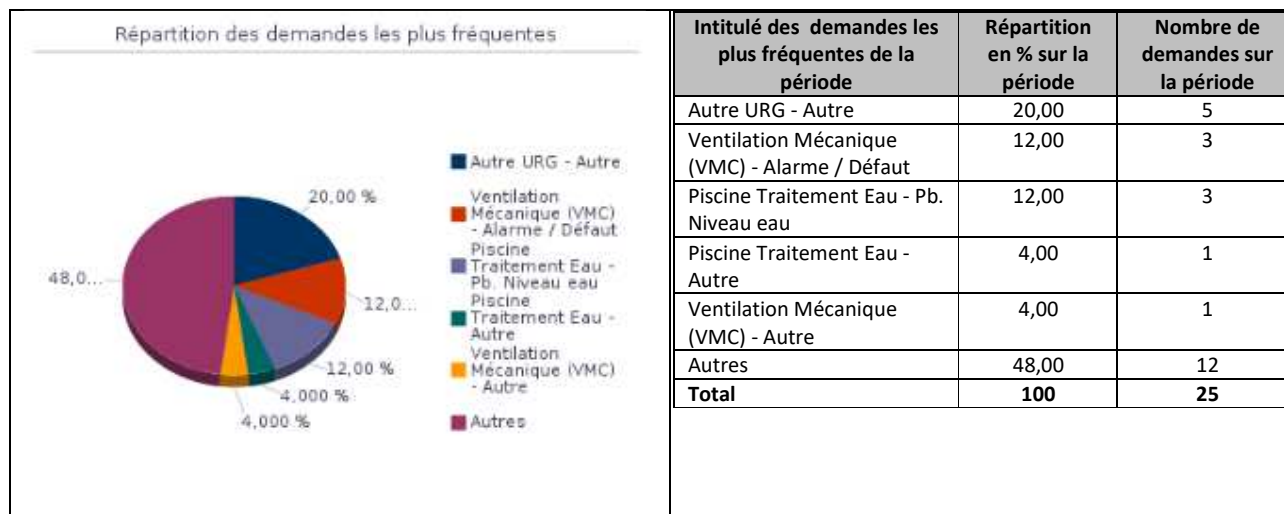 Répartition des demandes les plus fréquentes
20,00 %
48,0...
12,0...
12,00 %
4,000 %
4,000 %
Autre URG - Autre
Ventilation
Mécanique (VMC)
- Alarme / Défaut
Piscine
Traitement Eau -
Pb. Niveau eau
Piscine
Traitement Eau -
Autre
Ventilation
Mécanique (VMC)
- Autre
Autres
Intitulé des demandes les
plus fréquentes de la
période
Répartition
en % sur la
période
Nombre de
demandes sur
la période
Autre URG - Autre 20,00 5
Ventilation Mécanique 12,00 3
(VMC) - Alarme / Défaut
Piscine Traitement Eau - Pb. 12,00 3
Niveau eau
Piscine Traitement Eau - 4,00 1
Autre
Ventilation Mécanique 4,00 1
(VMC) - Autre
Autres 48,00 12
Total 100 25